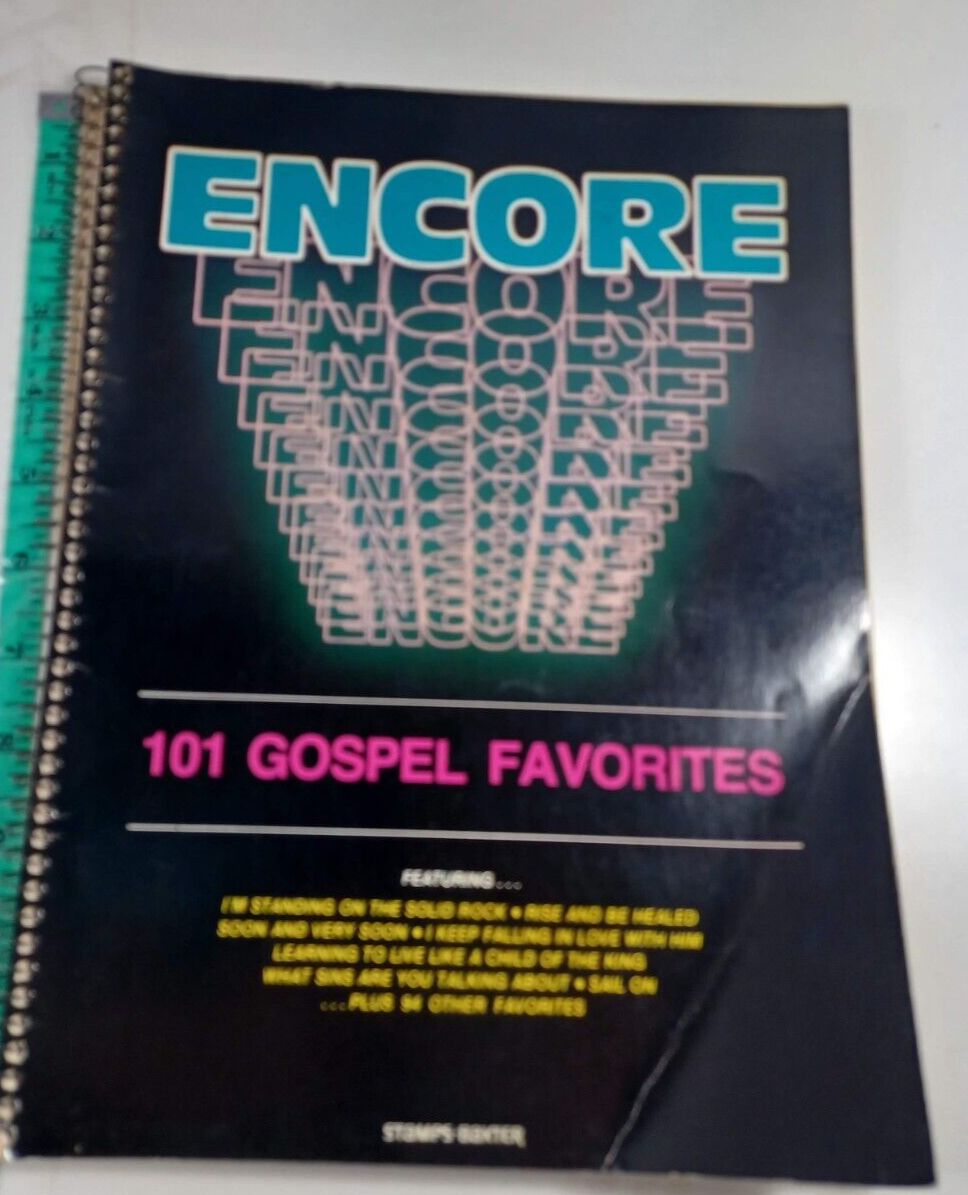 ENCORE
ENCORE
ENCORE
101 GOSPEL FAVORITES
FEATURING...
I'M STANDING ON THE SOLID ROCK • RISE AND BE HEALED
SOON AND VERY SOON • I KEEP FALLING IN LOVE WITH HIM
LEARNING TO LIVE LIKE A CHILD OF THE KING
WHAT SINS ARE YOU TALKING ABOUT • SAIL ON
...PLUS 94 OTHER FAVORITES
STAMPS-BAXTER